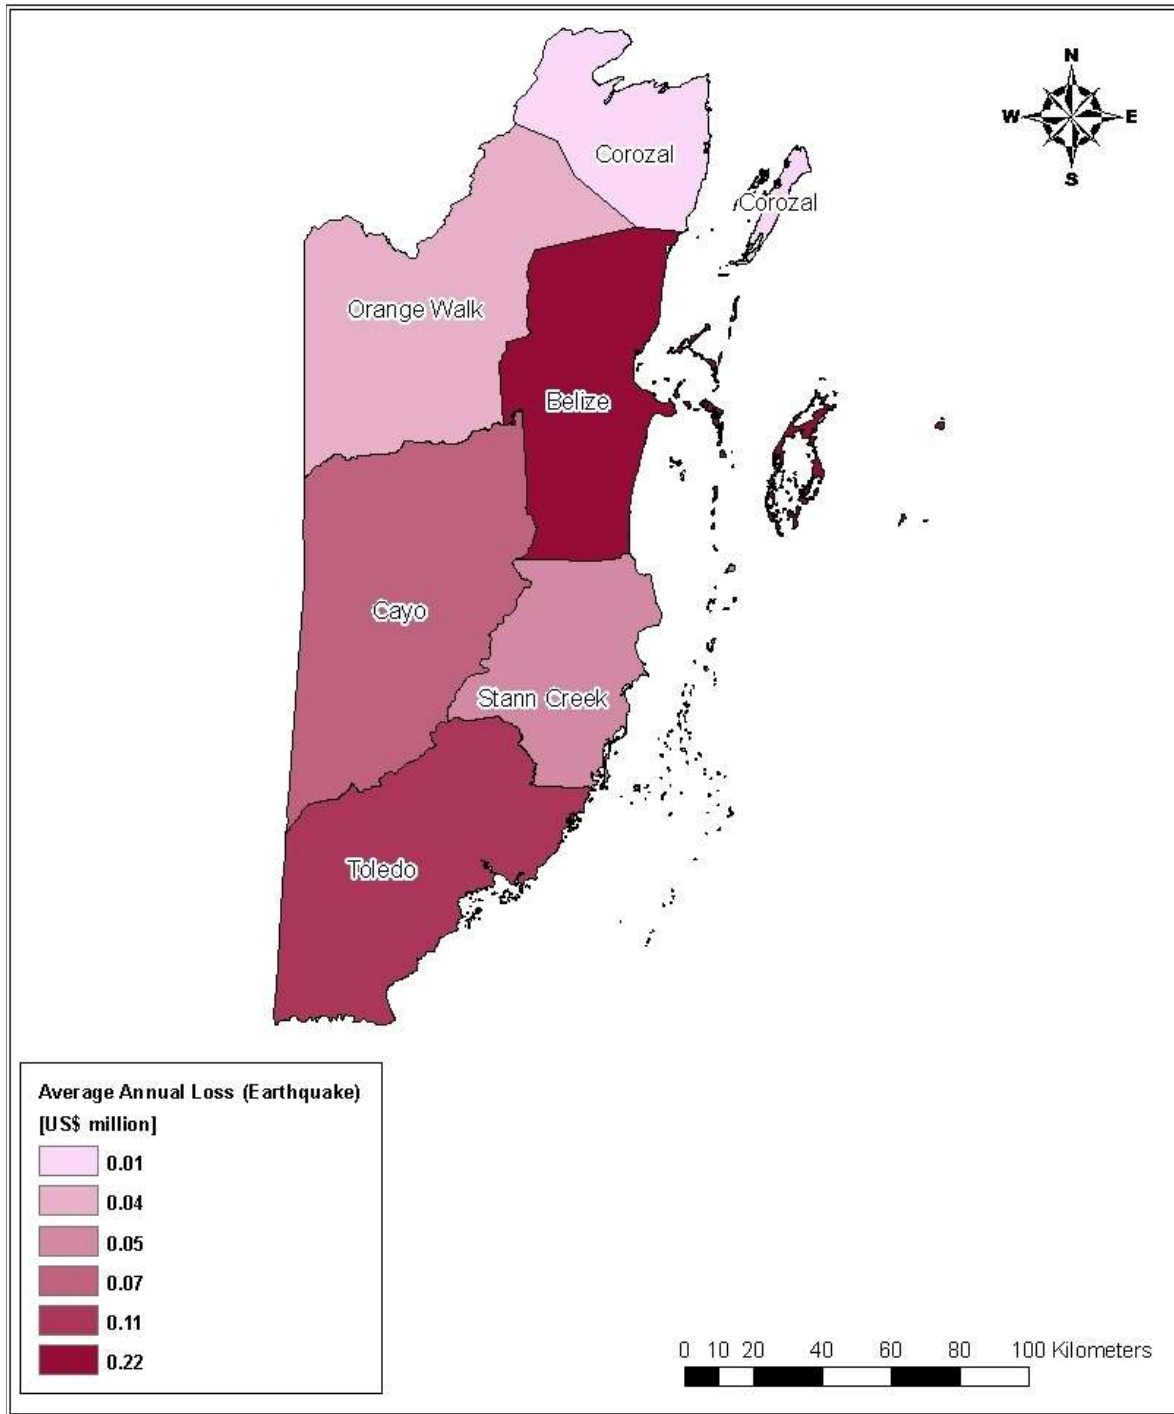 N
W E
S
Corozal
Corozal
Orange Walk
Belize
Cayo
Stann Creek
Toledo
Average Annual Loss (Earthquake)
[US$ million]
0.01
0.04
0.05
0.07
0.11
0.22
0 10 20 40 60 80 100 Kilometers